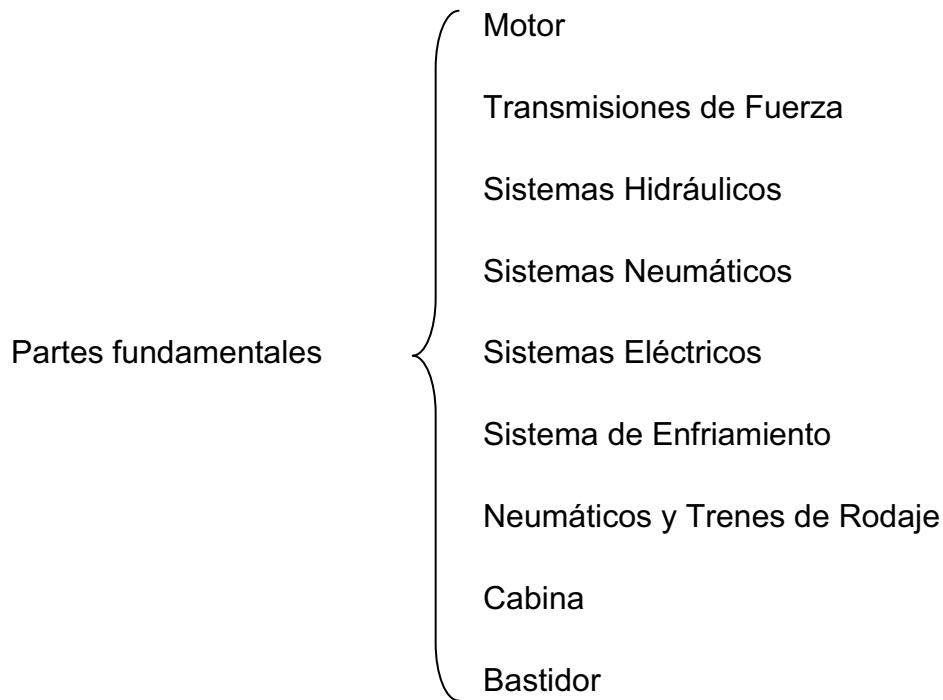 Motor
Transmisiones de Fuerza
Sistemas Hidráulicos
Sistemas Neumáticos
Partes fundamentales
Sistemas Eléctricos
Sistema de Enfriamiento
Neumáticos y Trenes de Rodaje
Cabina
Bastidor